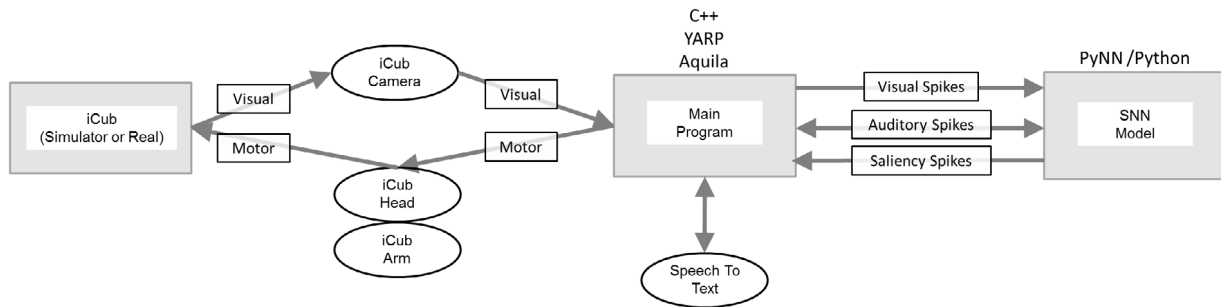 C++
YARP
Aquila
PyNN /Python
iCub
Camera
Visual
Visual
Visual Spikes
iCub
(Simulator or Real)
Main
Program
Auditory Spikes
SNN
Model
Motor
Motor
Saliency Spikes
iCub
Head
iCub
Arm
Speech To
Text